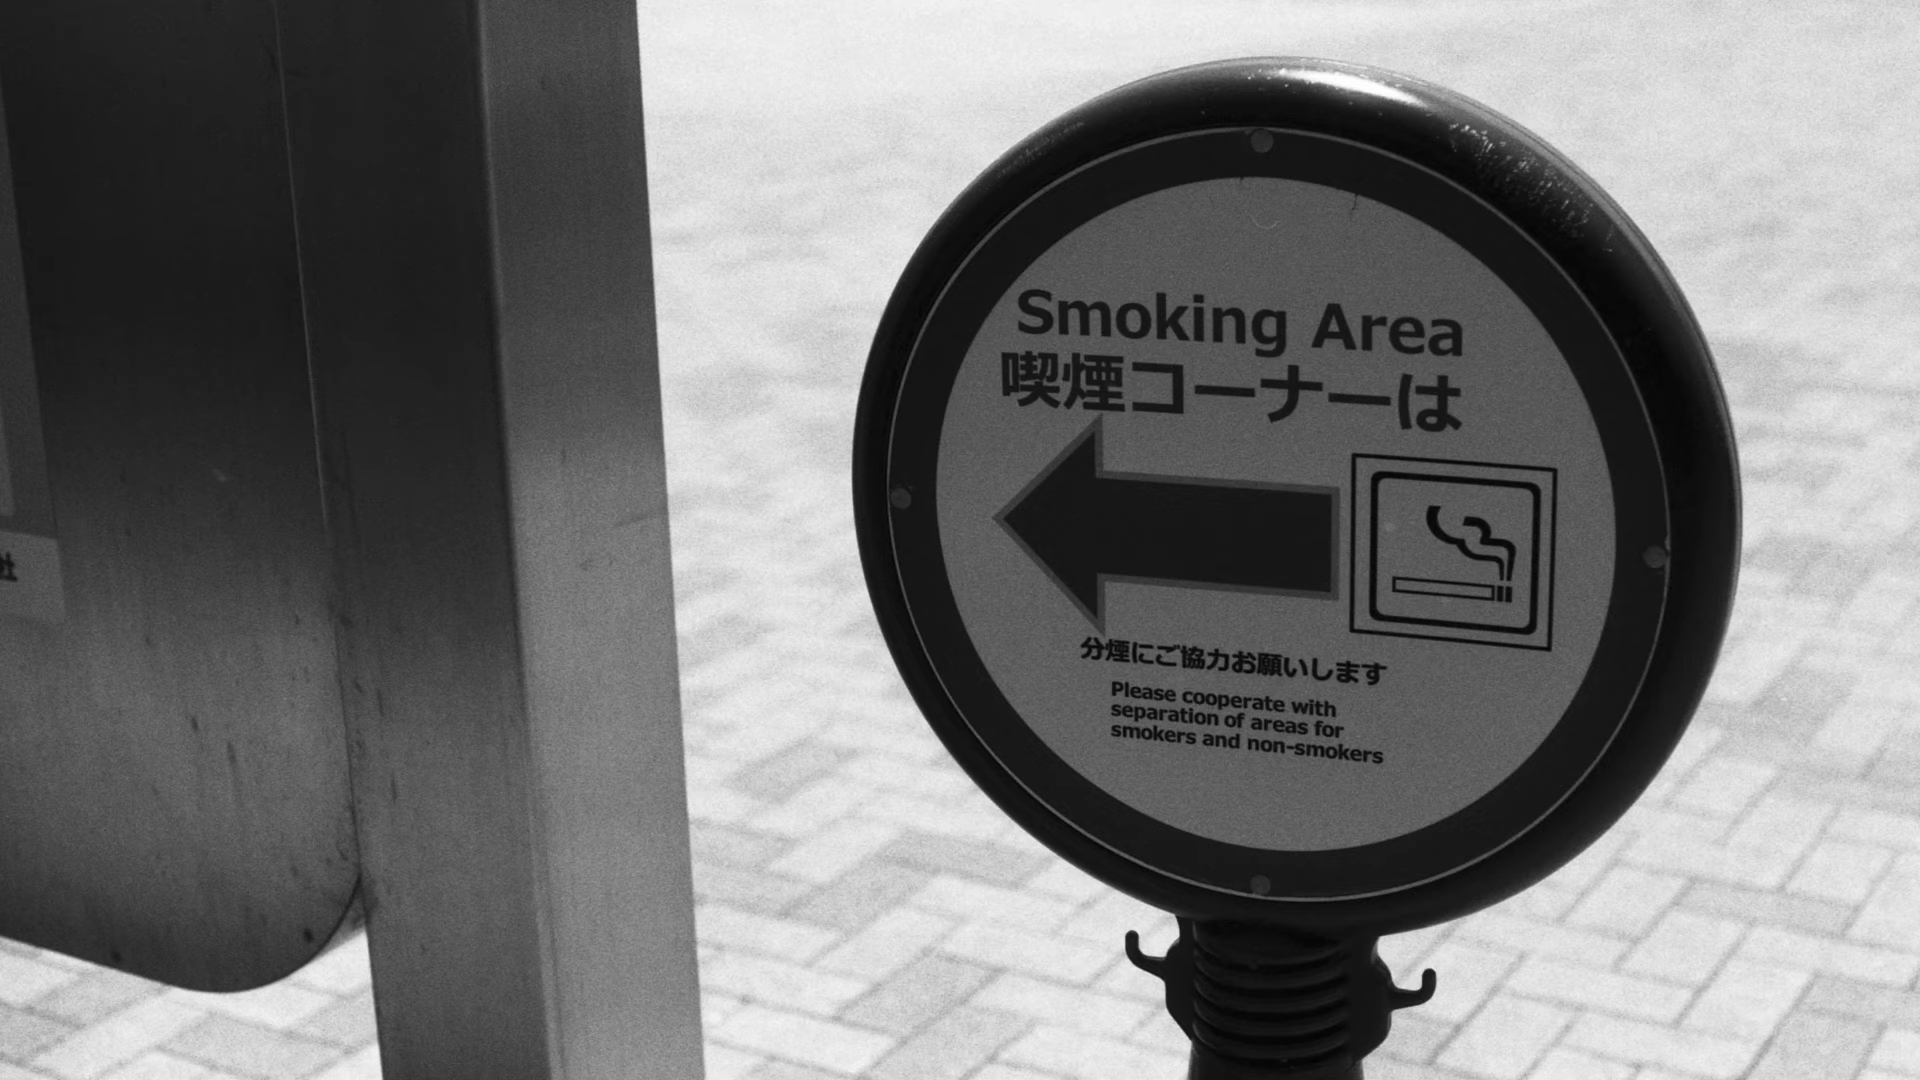 Smoking Area
喫煙コーナーは
分煙にご協力お願いします
Please cooperate with
separation of areas for
smokers and non-smokers
社